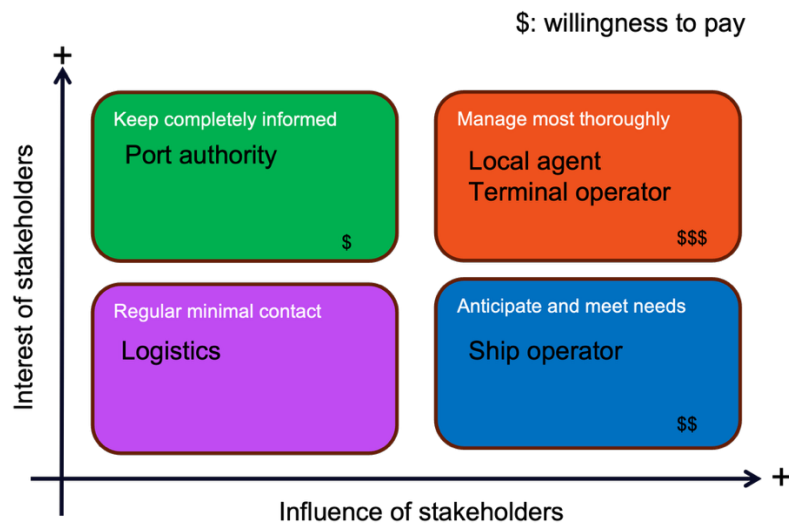 $: willingness to pay
+
Keep completely informed
Port authority
$
Manage most thoroughly
Local agent
Terminal operator
$$$
Regular minimal contact
Logistics
Anticipate and meet needs
Ship operator
$$
Interest of stakeholders
+
Influence of stakeholders